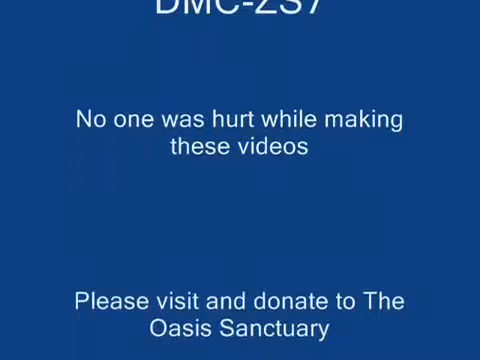 DMC-ZS7
No one was hurt while making
these videos
Please visit and donate to The
Oasis Sanctuary